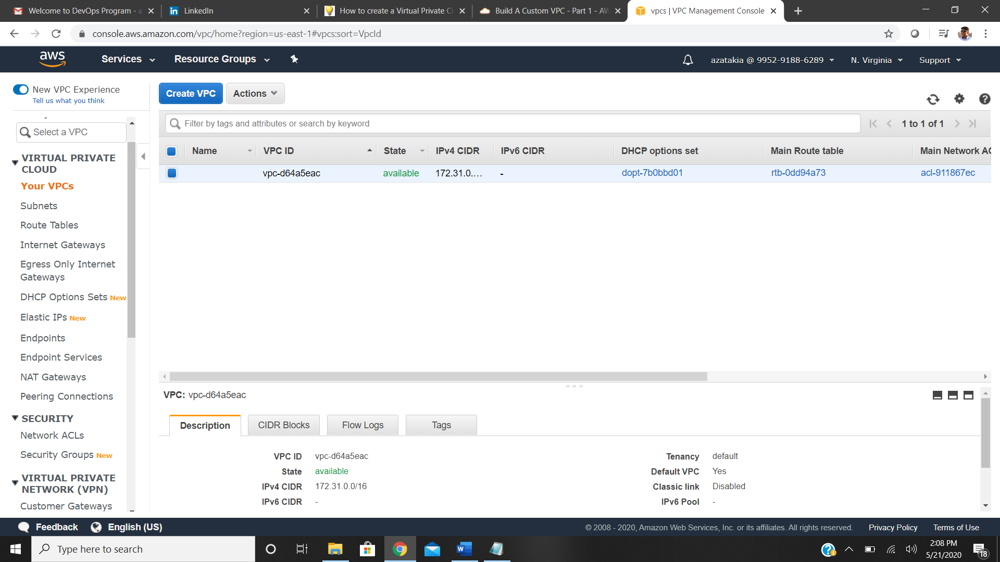 Welcome to DevOps Program - a
LinkedIn
How to create a Virtual Private Cl
Build A Custom VPC - Part 1 - AW
vpcs | VPC Management Console
console.aws.amazon.com/vpc/home?region=us-east-1#vpcs:sort=VpcId
aws
Services
Resource Groups
azatakia @ 9952-9188-6289
N. Virginia
Support
New VPC Experience
Tell us what you think
Create VPC
Actions
Select a VPC
Filter by tags and attributes or search by keyword
1 to 1 of 1
Name
VPC ID
State
IPv4 CIDR
IPv6 CIDR
DHCP options set
Main Route table
Main Network AC
vpc-d64a5eac
available
172.31.0....
-
dopt-7b0bbd01
rtb-0dd94a73
acl-911867ec
VIRTUAL PRIVATE
CLOUD
Your VPCs
Subnets
Route Tables
Internet Gateways
Egress Only Internet
Gateways
DHCP Options Sets New
Elastic IPs New
Endpoints
Endpoint Services
NAT Gateways
Peering Connections
SECURITY
Network ACLs
Security Groups New
VIRTUAL PRIVATE
NETWORK (VPN)
Customer Gateways
VPC: vpc-d64a5eac
Description
CIDR Blocks
Flow Logs
Tags
VPC ID vpc-d64a5eac
State available
IPv4 CIDR 172.31.0.0/16
IPv6 CIDR -
Tenancy default
Default VPC Yes
Classic link Disabled
IPv6 Pool -
Feedback
English (US)
© 2008 - 2020, Amazon Web Services, Inc. or its affiliates. All rights reserved.
Privacy Policy
Terms of Use
Type here to search
2:08 PM
5/21/2020
18